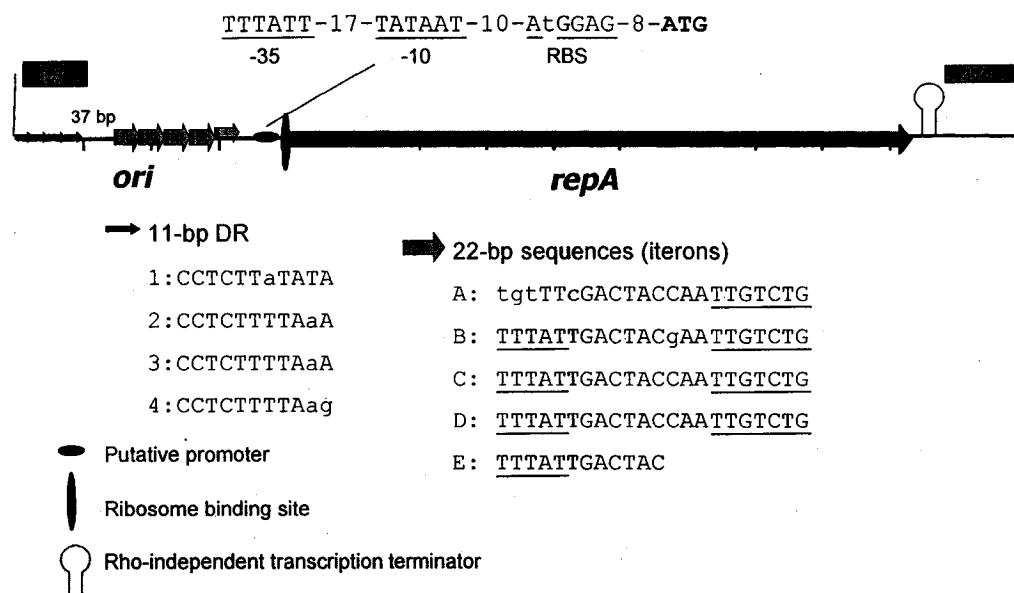 TTTATT-17-TATAAT-10-AtGGAG-8-ATG
-35 -10 RBS
37 bp
ori repA
11-bp DR
1:CCTCTTaTATA
2:CCTCTTTTAaA
3:CCTCTTTTAaA
4:CCTCTTTTAag
22-bp sequences (iterons)
A: tgtTTcGACTACCAATTGTCTG
B: TTTATTGACTACgAATTGTCTG
C: TTTATTGACTACCAATTGTCTG
D: TTTATTGACTACCAATTGTCTG
E: TTTATTGACTAC
Putative promoter
Ribosome binding site
Rho-independent transcription terminator